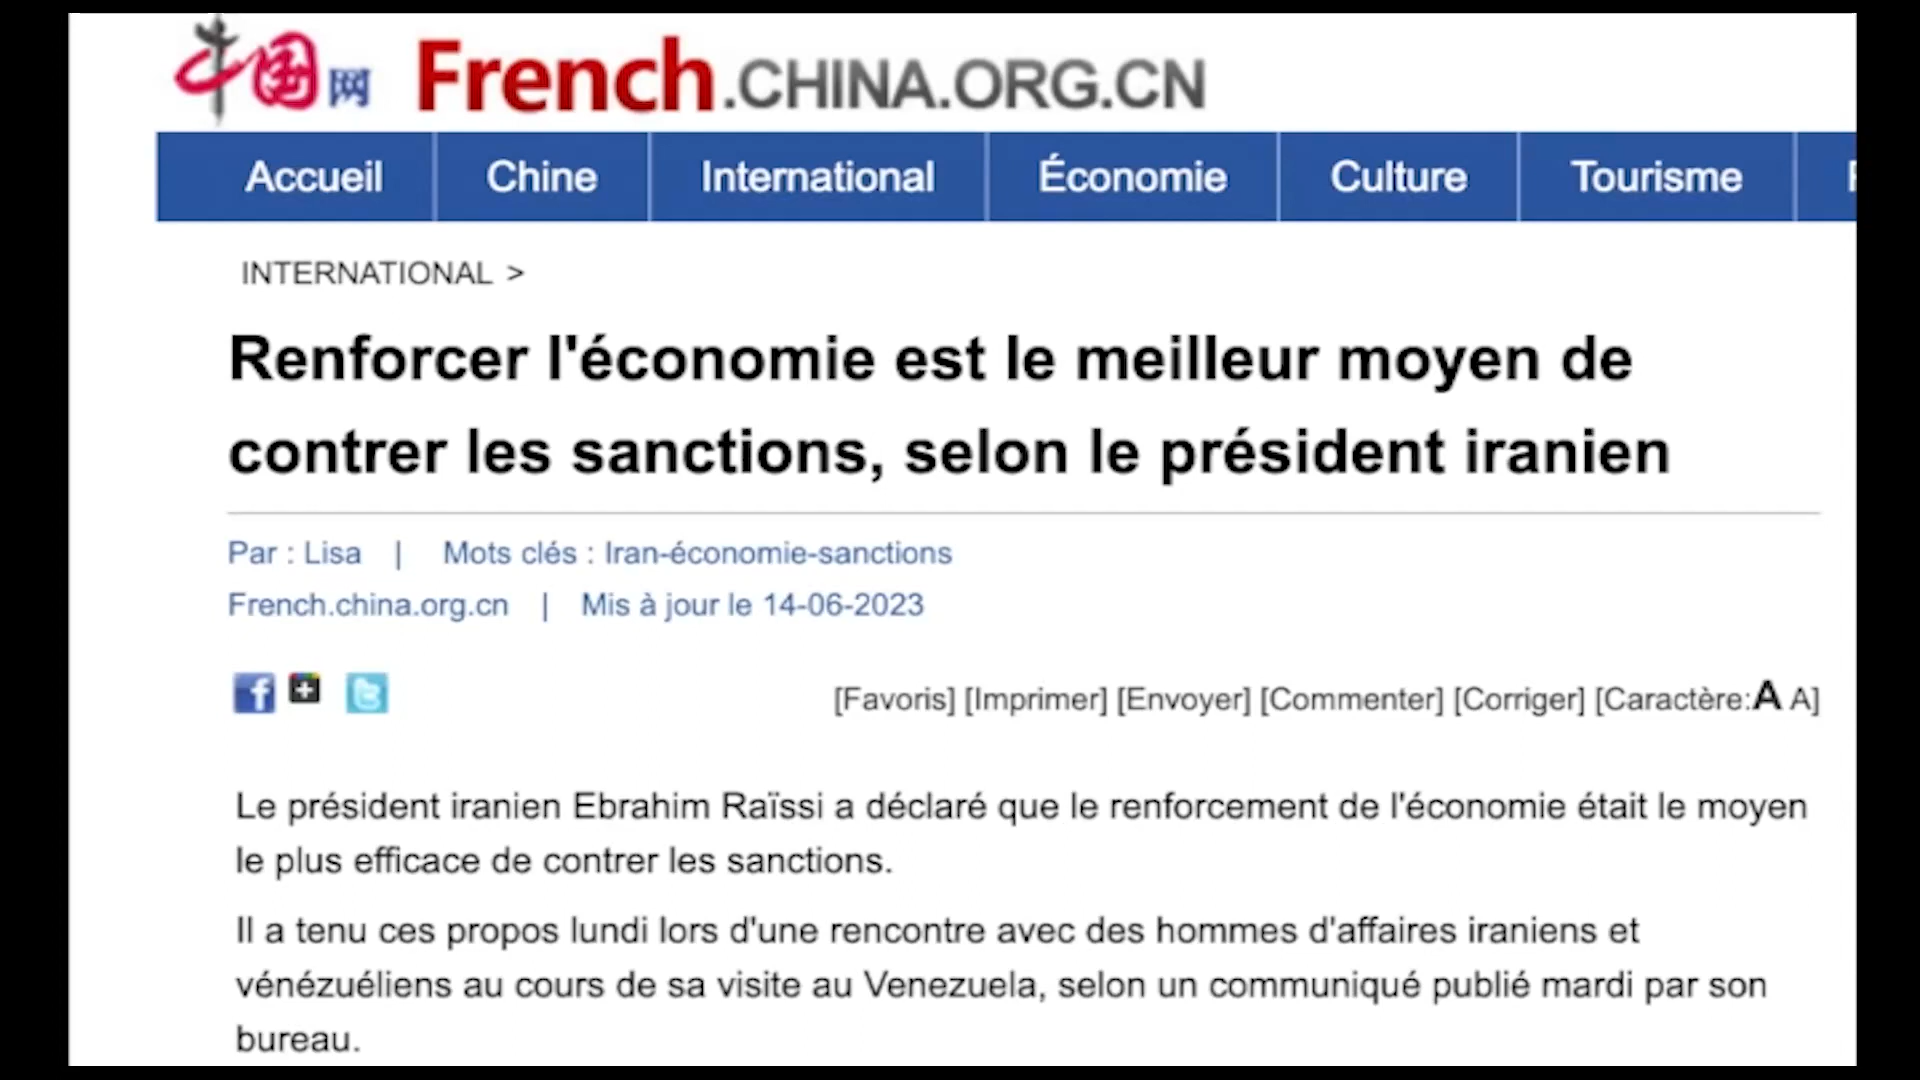 中国网 French.CHINA.ORG.CN
Accueil Chine International Économie Culture Tourisme
INTERNATIONAL >
Renforcer l'économie est le meilleur moyen de
contrer les sanctions, selon le président iranien
Par : Lisa | Mots clés : Iran-économie-sanctions
French.china.org.cn | Mis à jour le 14-06-2023
[Favoris] [Imprimer] [Envoyer] [Commenter] [Corriger] [Caractère:A A]
Le président iranien Ebrahim Raïssi a déclaré que le renforcement de l'économie était le moyen
le plus efficace de contrer les sanctions.
Il a tenu ces propos lundi lors d'une rencontre avec des hommes d'affaires iraniens et
vénézuéliens au cours de sa visite au Venezuela, selon un communiqué publié mardi par son
bureau.